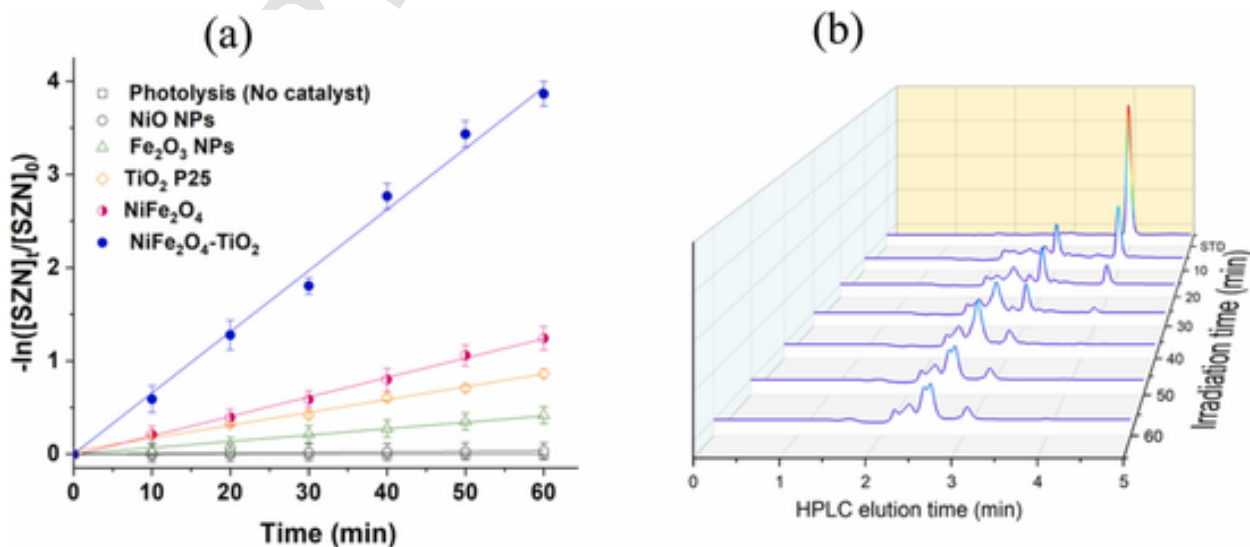 (a)
4
3
2
1
0
0
10
20
30
40
50
60
-ln([SZN]t/[SZN]0)
Time (min)
Photolysis (No catalyst)
NiO NPs
Fe₂O₃ NPs
TiO₂ P25
NiFe₂O₄
NiFe₂O₄-TiO₂
(b)
STD
10
20
30
40
50
60
Irradiation time (min)
0
1
2
3
4
5
HPLC elution time (min)